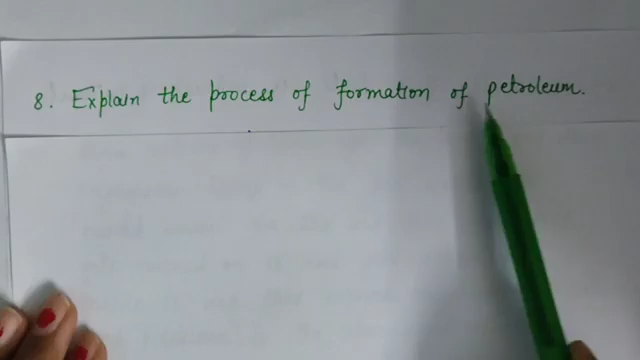 8. Explain the process of formation of petroleum.